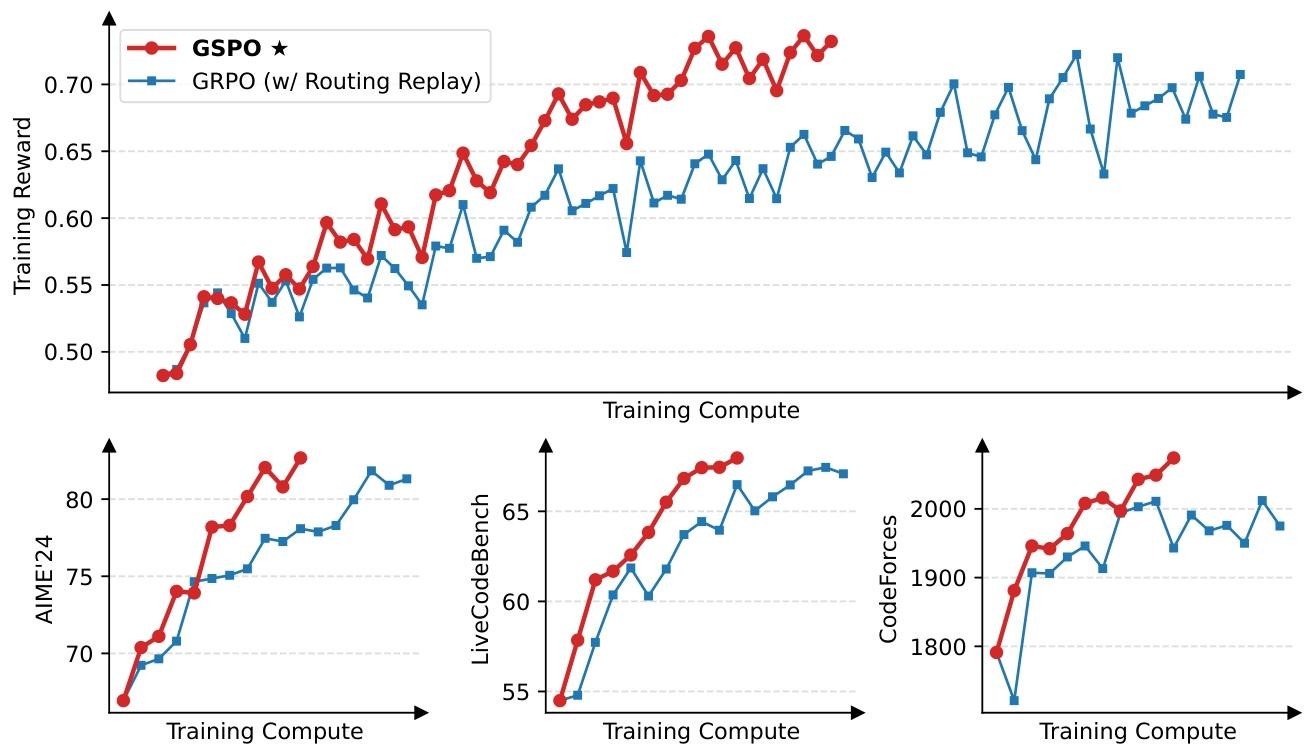 GSPO ★
GRPO (w/ Routing Replay)
Training Reward
0.70
0.65
0.60
0.55
0.50
Training Compute
AIME'24
80
75
70
Training Compute
LiveCodeBench
65
60
55
Training Compute
CodeForces
2000
1900
1800
Training Compute